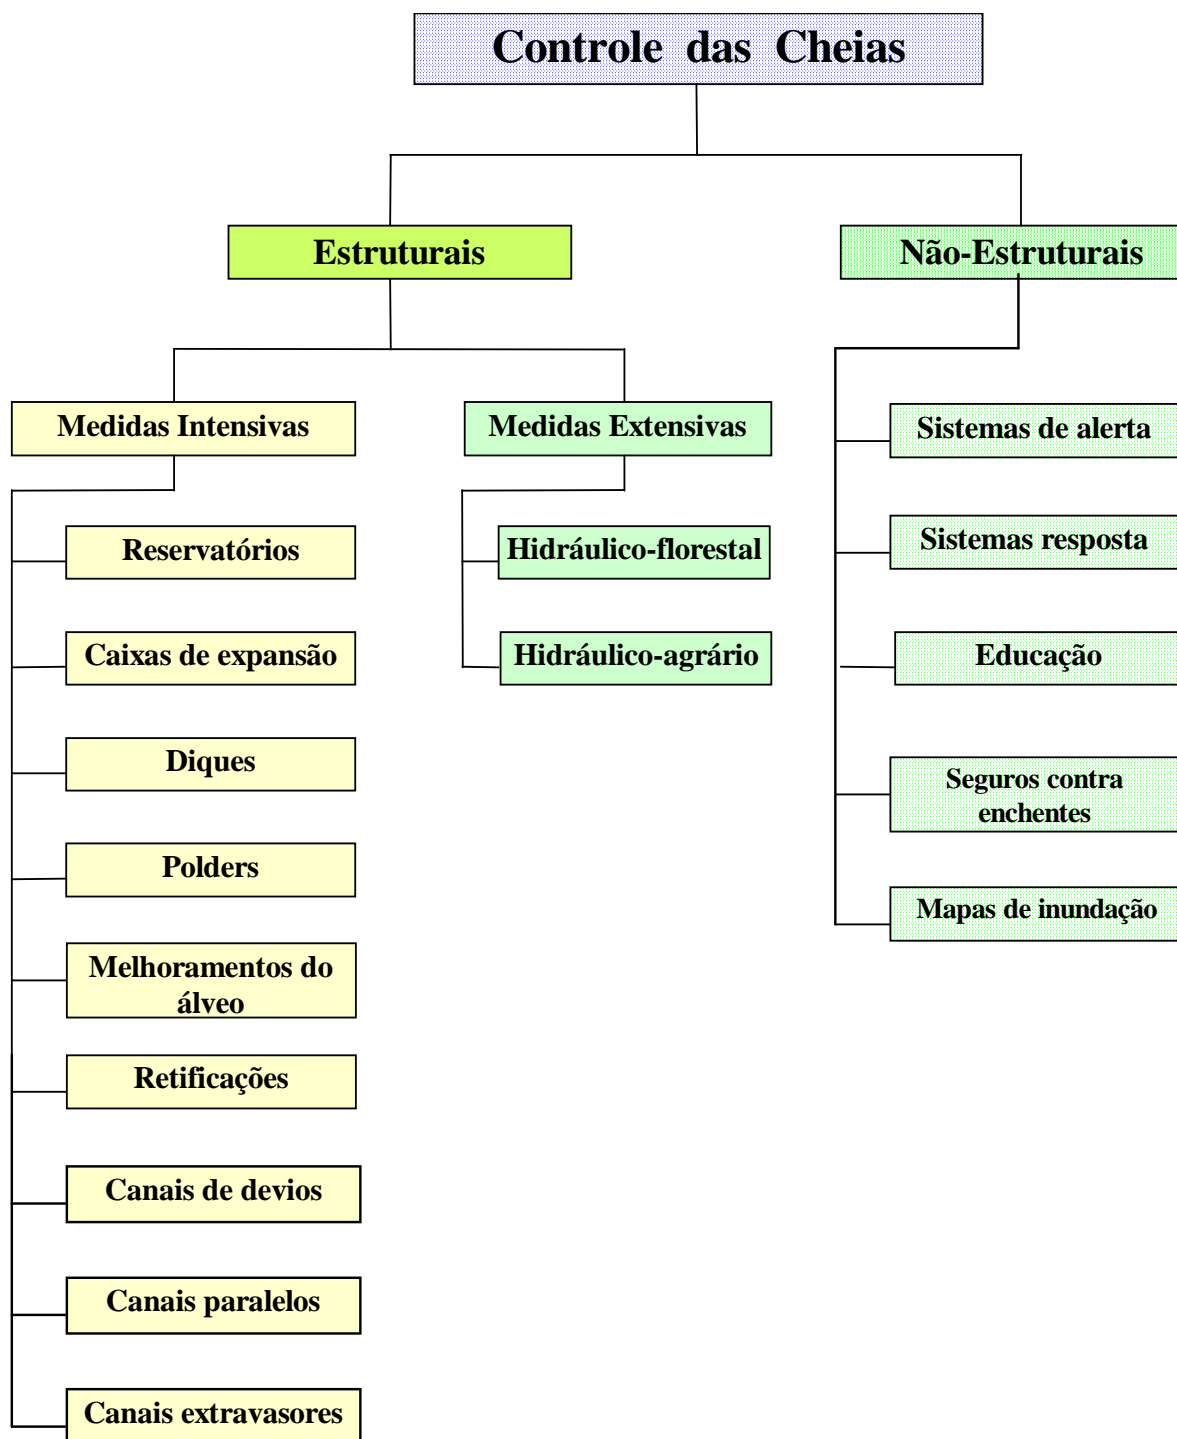 Controle das Cheias
Estruturais
Não-Estruturais
Medidas Intensivas
Medidas Extensivas
Reservatórios
Caixas de expansão
Diques
Polders
Melhoramentos do
álveo
Retificações
Canais de devios
Canais paralelos
Canais extravasores
Hidráulico-florestal
Hidráulico-agrário
Sistemas de alerta
Sistemas resposta
Educação
Seguros contra
enchentes
Mapas de inundação